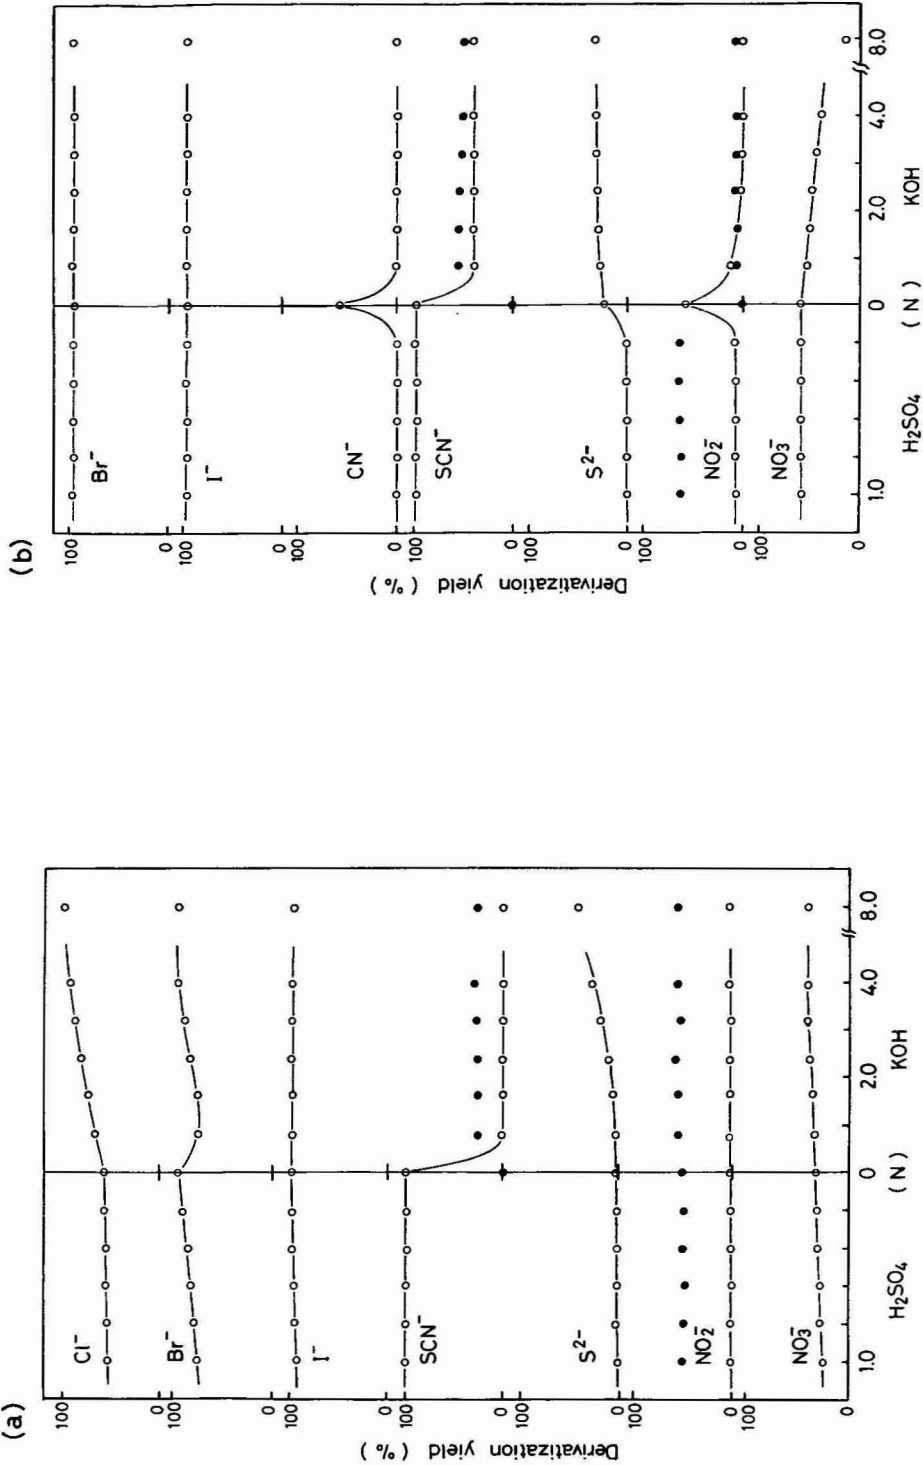 (a)
Derivatization yield (%)
100
0
100
0
100
0
100
0
100
0
100
0
100
0
Cl⁻
Br⁻
I⁻
SCN⁻
S²⁻
NO₂⁻
NO₃⁻
1.0
0
2.0
4.0
8.0
H₂SO₄
(N)
KOH
(b)
Derivatization yield (%)
100
0
100
0
100
0
100
0
100
0
100
0
100
0
Br⁻
I⁻
CN⁻
SCN⁻
S²⁻
NO₂⁻
NO₃⁻
1.0
0
2.0
4.0
8.0
H₂SO₄
(N)
KOH